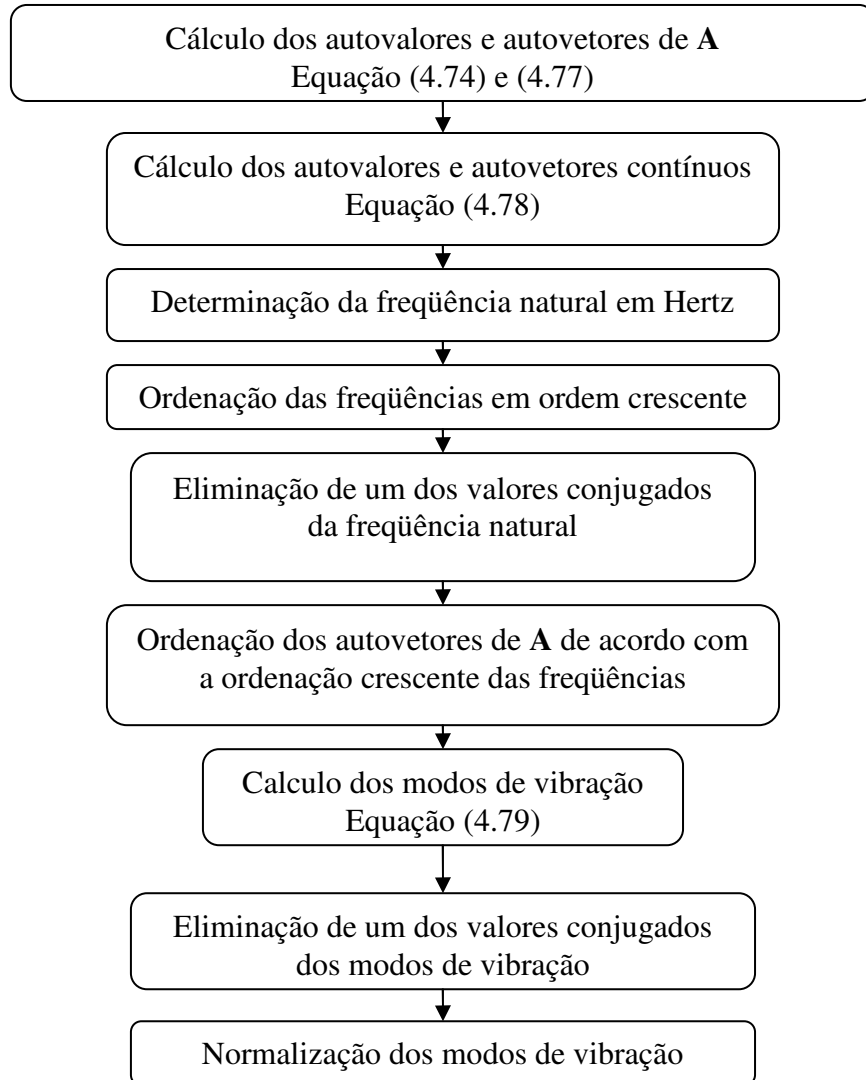 Cálculo dos autovalores e autovetores de A
Equação (4.74) e (4.77)
Cálculo dos autovalores e autovetores contínuos
Equação (4.78)
Determinação da freqüência natural em Hertz
Ordenação das freqüências em ordem crescente
Eliminação de um dos valores conjugados
da freqüência natural
Ordenação dos autovetores de A de acordo com
a ordenação crescente das freqüências
Calculo dos modos de vibração
Equação (4.79)
Eliminação de um dos valores conjugados
dos modos de vibração
Normalização dos modos de vibração